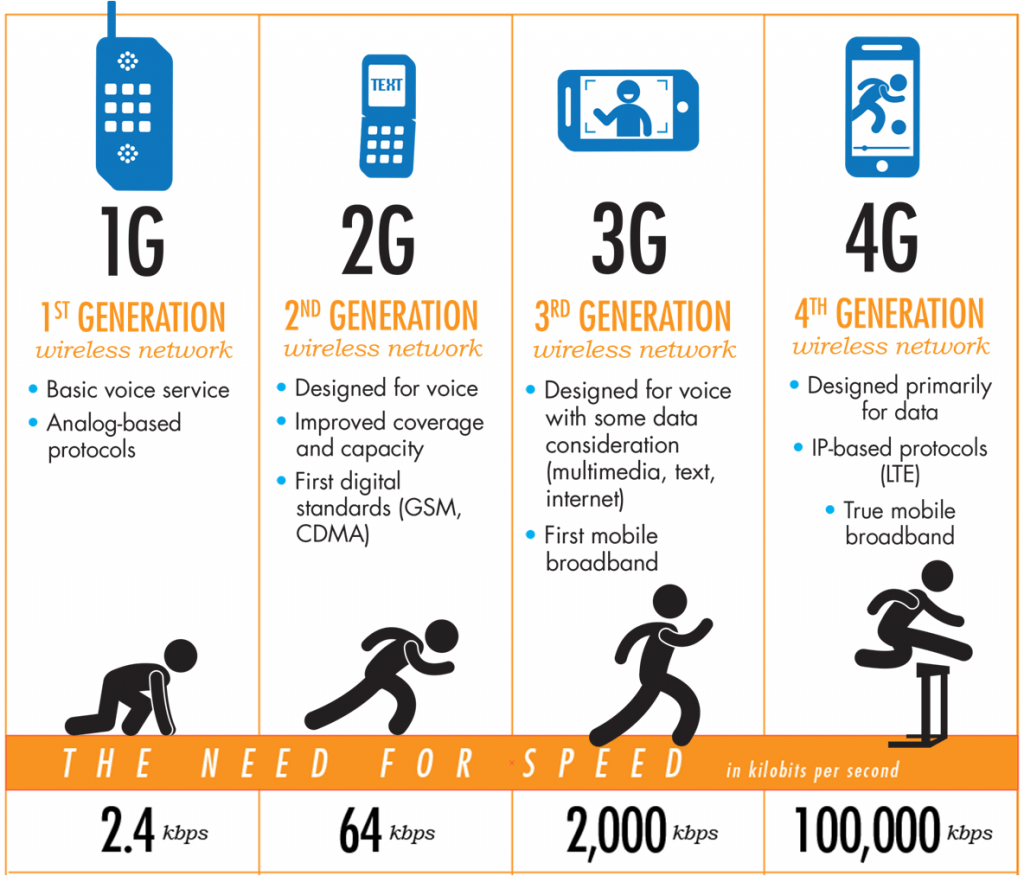 TEXT
1G
1ST GENERATION
wireless network
• Basic voice service
• Analog-based
protocols
2G
2ND GENERATION
wireless network
• Designed for voice
• Improved coverage
and capacity
• First digital
standards (GSM,
CDMA)
3G
3RD GENERATION
wireless network
• Designed for voice
with some data
consideration
(multimedia, text,
internet)
• First mobile
broadband
4G
4TH GENERATION
wireless network
• Designed primarily
for data
• IP-based protocols
(LTE)
• True mobile
broadband
THE NEED FOR SPEED in kilobits per second
2.4 kbps
64 kbps
2,000 kbps
100,000 kbps